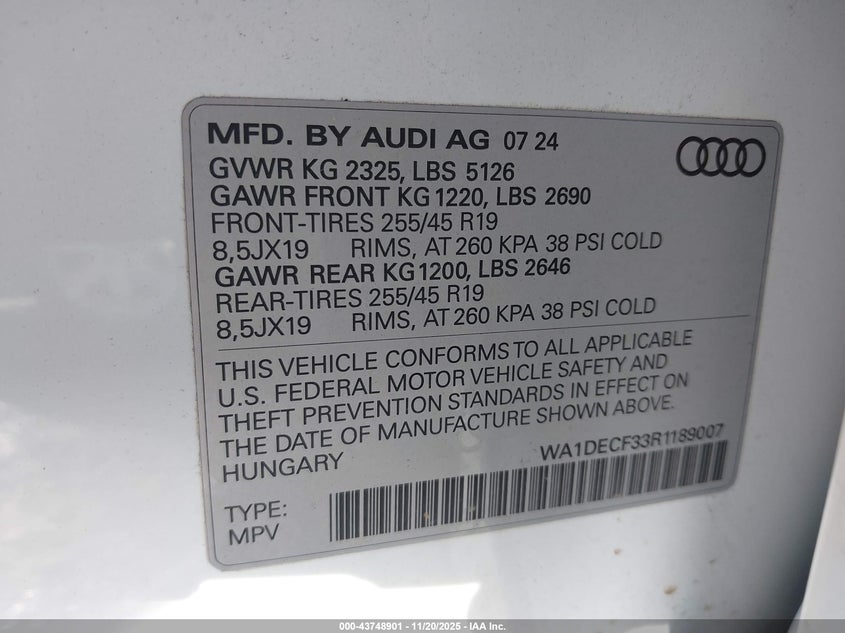 MFD. BY AUDI AG 07 24
GVWR KG 2325, LBS 5126
GAWR FRONT KG 1220, LBS 2690
FRONT-TIRES 255/45 R19
8,5JX19 RIMS, AT 260 KPA 38 PSI COLD
GAWR REAR KG1200, LBS 2646
REAR-TIRES 255/45 R19
8,5JX19 RIMS, AT 260 KPA 38 PSI COLD
THIS VEHICLE CONFORMS TO ALL APPLICABLE
U.S. FEDERAL MOTOR VEHICLE SAFETY AND
THEFT PREVENTION STANDARDS IN EFFECT ON
THE DATE OF MANUFACTURE SHOWN ABOVE.
HUNGARY WA1DECF33R1189007
TYPE:
MPV
000-43748901 - 11/20/2025 - IAA Inc.